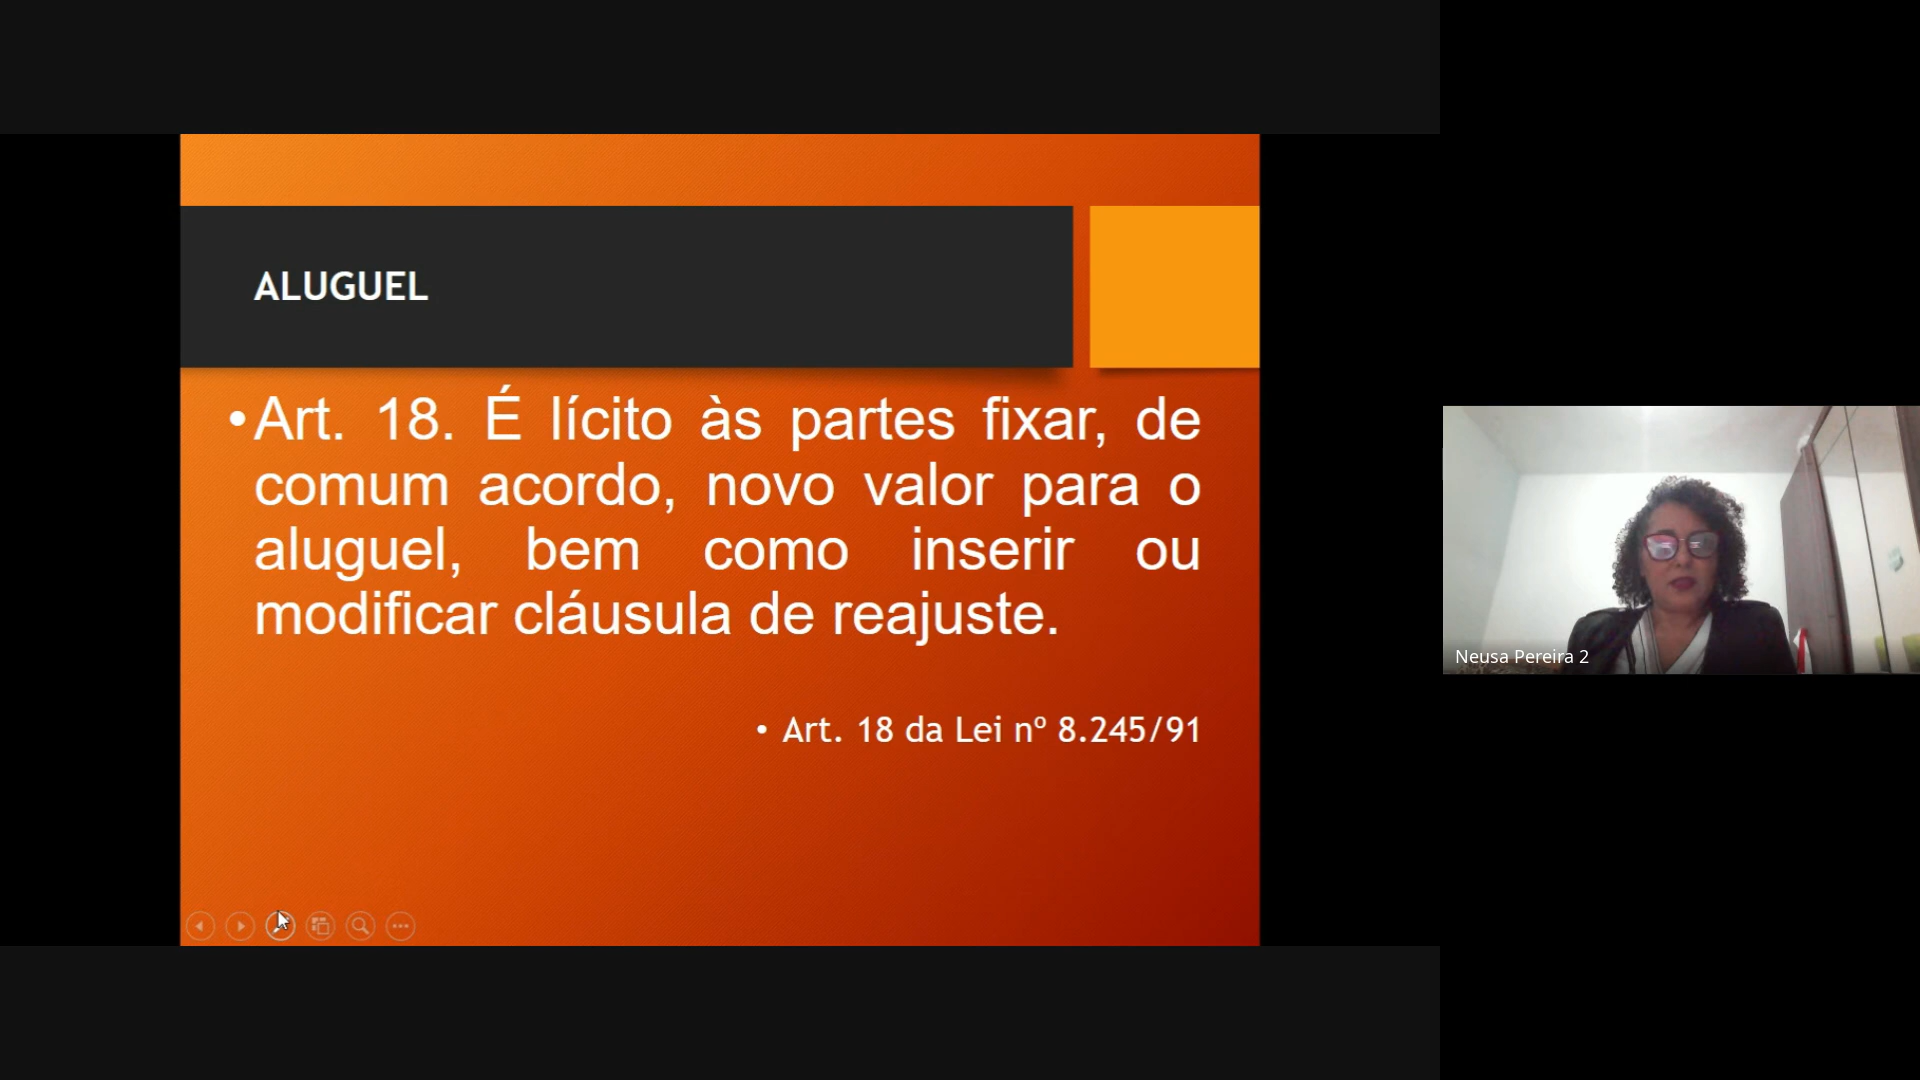 ALUGUEL
•Art. 18. É lícito às partes fixar, de
comum acordo, novo valor para o
aluguel, bem como inserir ou
modificar cláusula de reajuste.
• Art. 18 da Lei nº 8.245/91
Neusa Pereira 2